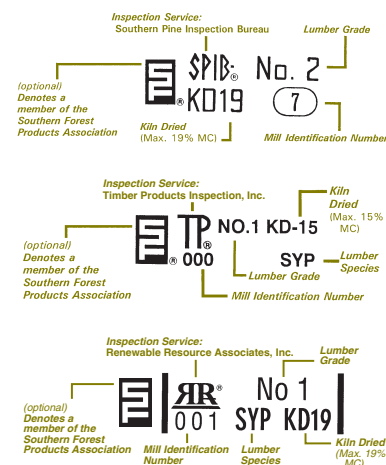 Inspection Service:
Southern Pine Inspection Bureau
Lumber Grade
SPIB:® No. 2
(optional)
Denotes a
member of the
Southern Forest
Products Association
® KD19 7
Kiln Dried
(Max. 19% MC)
Mill Identification Number
Inspection Service:
Timber Products Inspection, Inc.
Kiln
Dried
(Max. 15%
MC)
TP® NO.1 KD-15
(optional)
Denotes a
member of the
Southern Forest
Products Association
® 000 SYP
Lumber
Species
Lumber Grade
Mill Identification Number
Inspection Service:
Renewable Resource Associates, Inc.
Lumber
Grade
RR® No 1
001 SYP KD19
(optional)
Denotes a
member of the
Southern Forest
Products Association
Mill Identification
Number
Lumber
Species
Kiln Dried
(Max. 19%
MC)